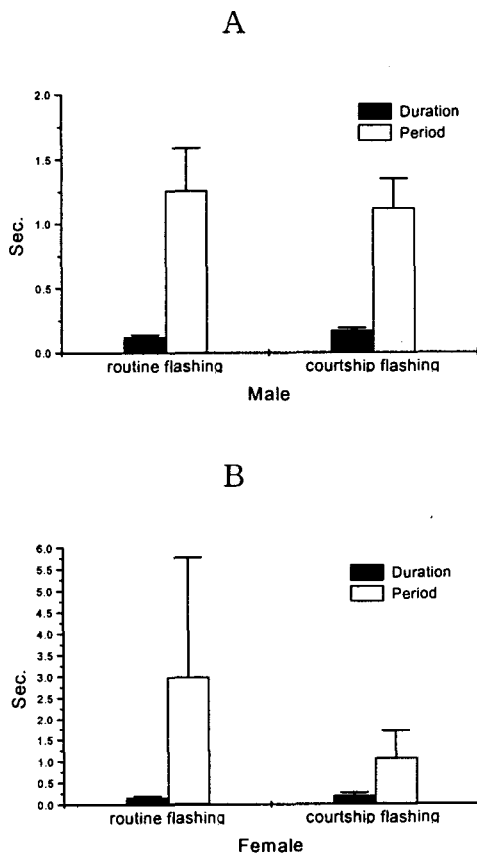 A
2.0
1.5
1.0
0.5
0.0
Sec.
Duration
Period
routine flashing courtship flashing
Male
B
6.0
5.5
5.0
4.5
4.0
3.5
3.0
2.5
2.0
1.5
1.0
0.5
0.0
Sec.
Duration
Period
routine flashing courtship flashing
Female